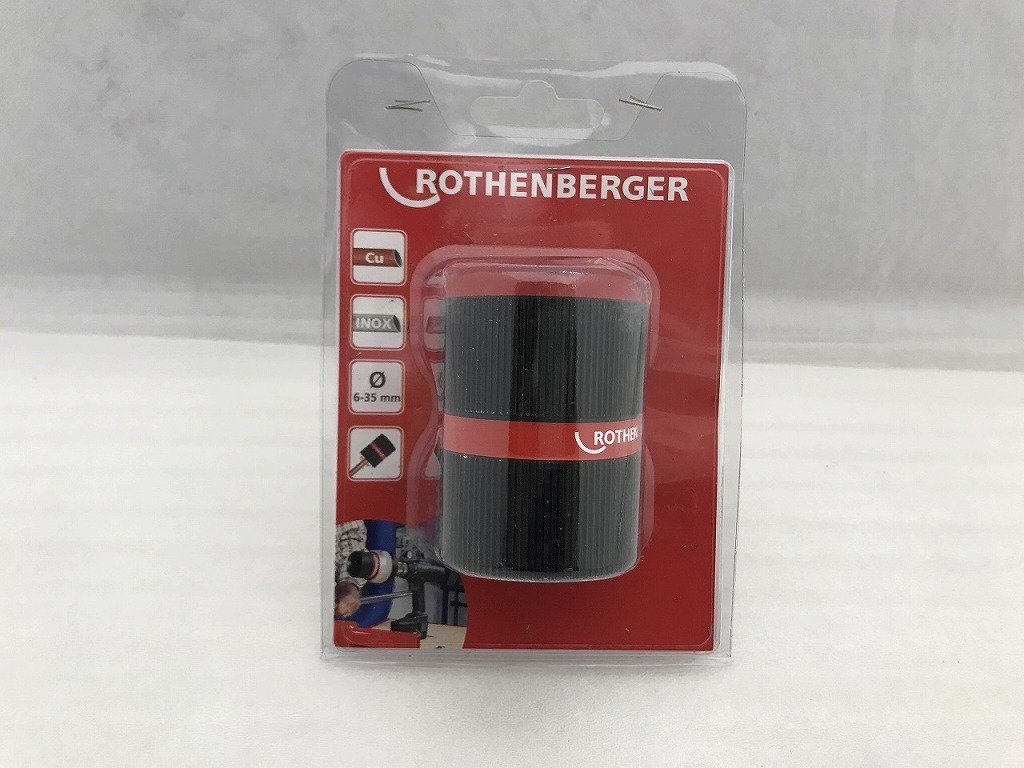 ROTHENBERGER
Cu
INOX
Ø
6-35 mm
ROTHEN